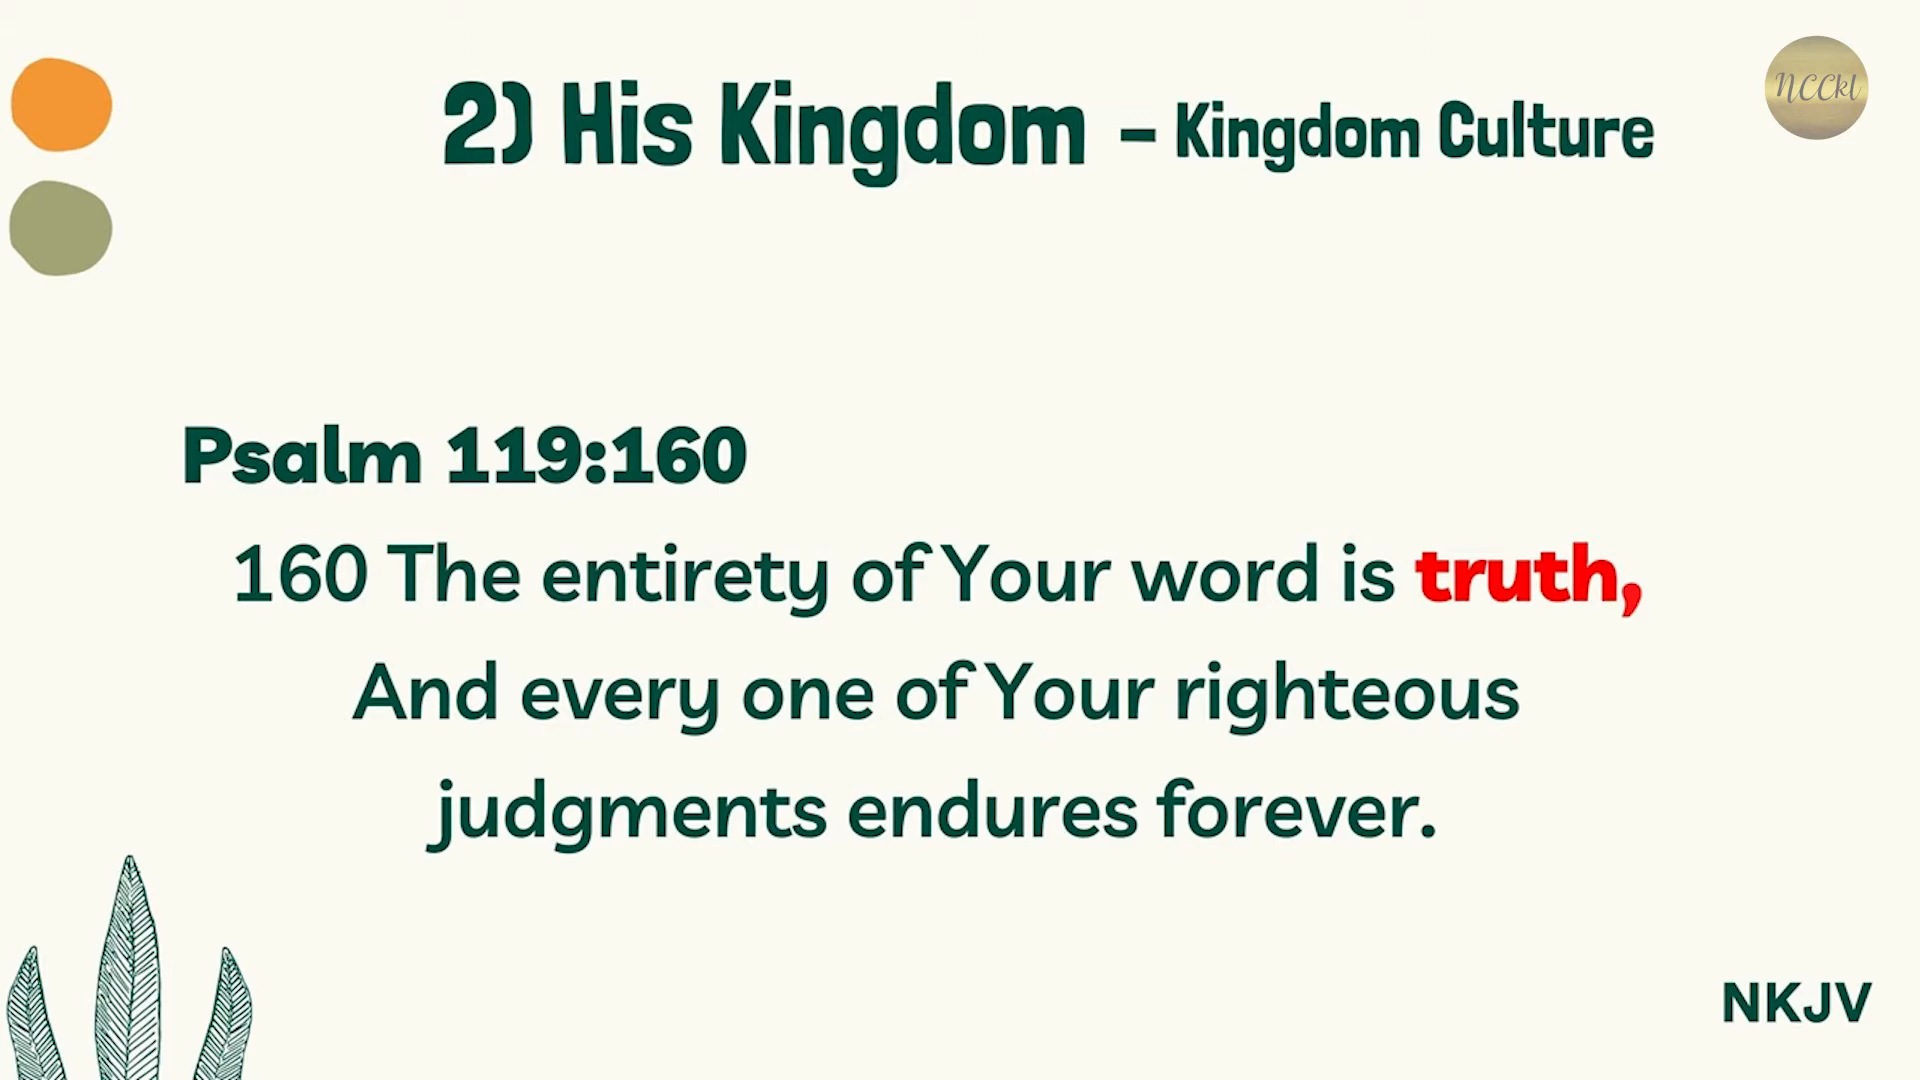 NCCkl
2) His Kingdom – Kingdom Culture
Psalm 119:160
160 The entirety of Your word is truth,
And every one of Your righteous
judgments endures forever.
NKJV